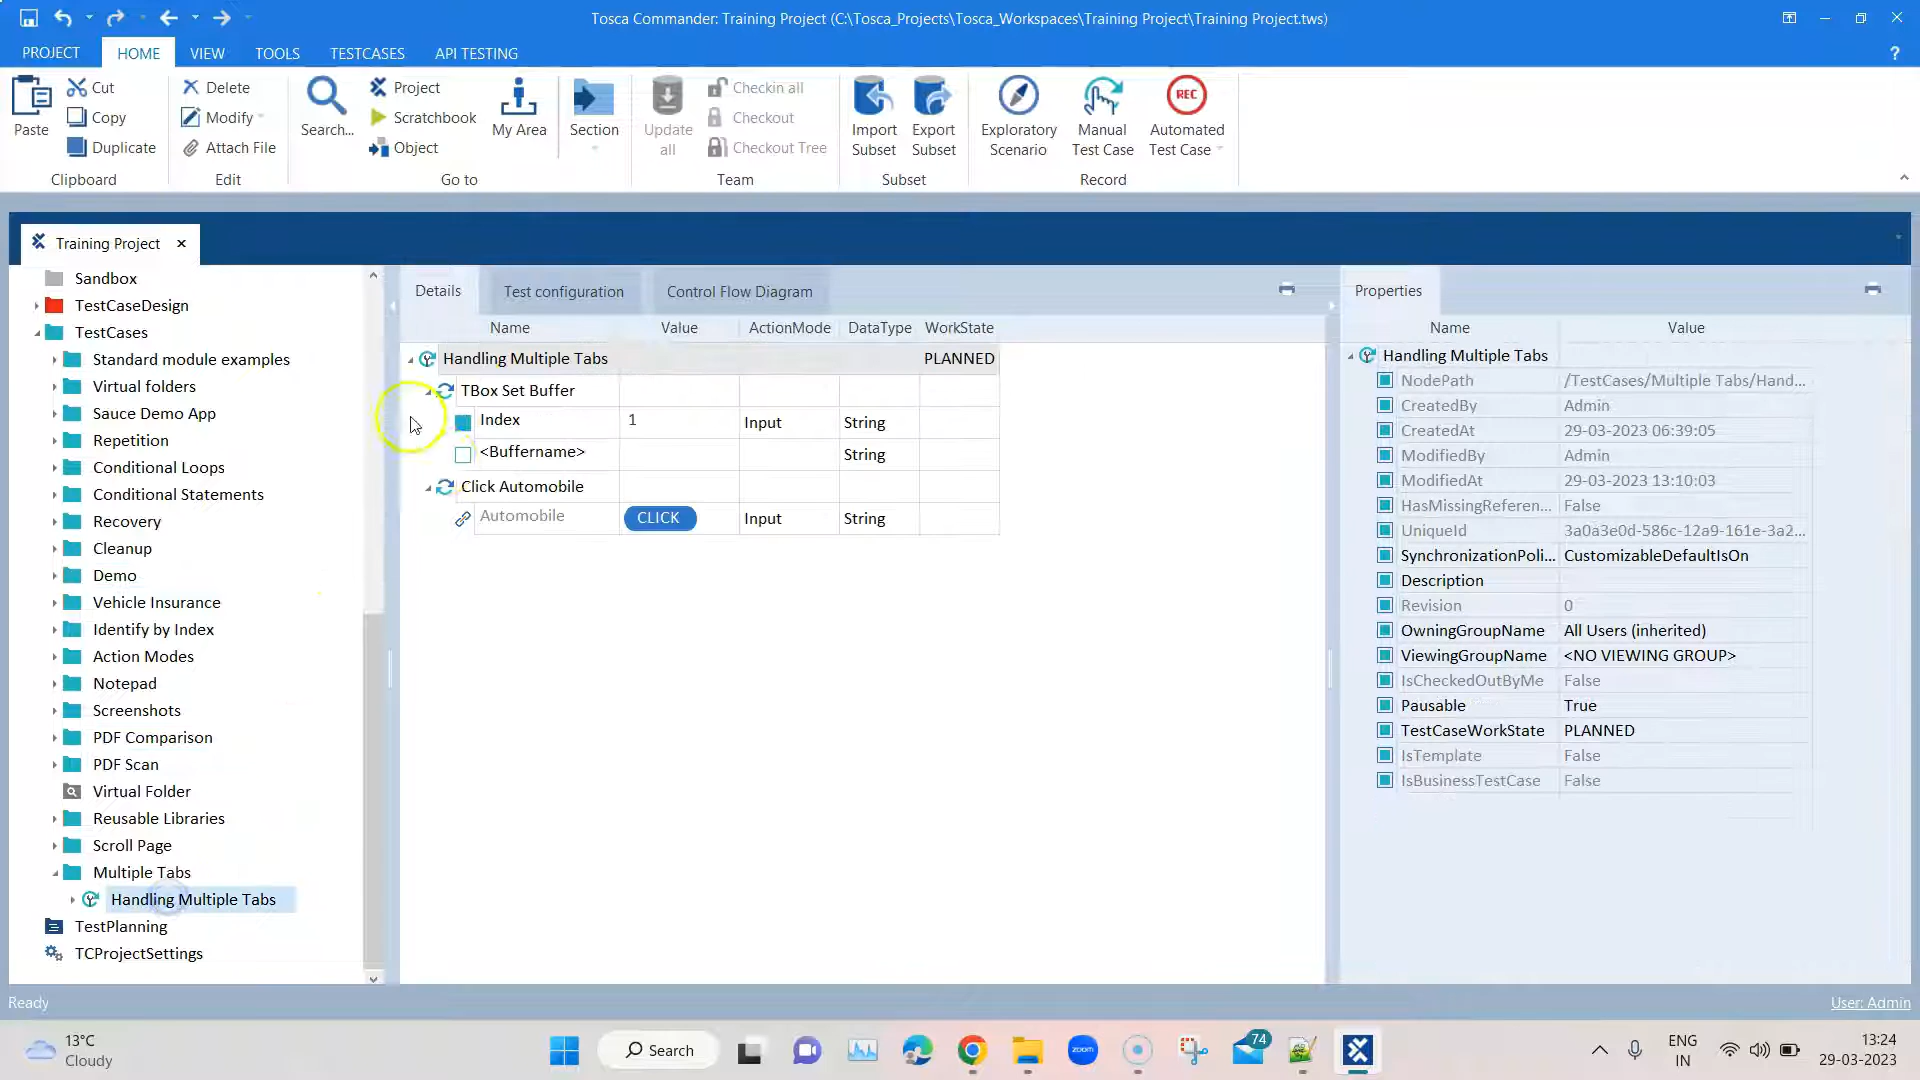 Tosca Commander: Training Project (C:\Tosca_Projects\Tosca_Workspaces\Training Project\Training Project.tws)
PROJECT HOME VIEW TOOLS TESTCASES API TESTING ?
Paste Cut Copy Duplicate Clipboard
Delete Modify Attach File Edit
Search... Project Scratchbook Object My Area Go to
Section
Update all Checkin all Checkout Checkout Tree Team
Import Subset Export Subset Subset
Exploratory Scenario Manual Test Case REC Automated Test Case Record
Training Project
Sandbox
TestCaseDesign
TestCases
Standard module examples
Virtual folders
Sauce Demo App
Repetition
Conditional Loops
Conditional Statements
Recovery
Cleanup
Demo
Vehicle Insurance
Identify by Index
Action Modes
Notepad
Screenshots
PDF Comparison
PDF Scan
Virtual Folder
Reusable Libraries
Scroll Page
Multiple Tabs
Handling Multiple Tabs
TestPlanning
TCProjectSettings
Details Test configuration Control Flow Diagram
Name Value ActionMode DataType WorkState
Handling Multiple Tabs PLANNED
TBox Set Buffer
Index 1 Input String
<Buffername> String
Click Automobile
Automobile CLICK Input String
Properties
Name Value
Handling Multiple Tabs
NodePath /TestCases/Multiple Tabs/Hand...
CreatedBy Admin
CreatedAt 29-03-2023 06:39:05
ModifiedBy Admin
ModifiedAt 29-03-2023 13:10:03
HasMissingReferen... False
UniqueId 3a0a3e0d-586c-12a9-161e-3a2...
SynchronizationPoli... CustomizableDefaultIsOn
Description
Revision 0
OwningGroupName All Users (inherited)
ViewingGroupName <NO VIEWING GROUP>
IsCheckedOutByMe False
Pausable True
TestCaseWorkState PLANNED
IsTemplate False
IsBusinessTestCase False
Ready User: Admin
13°C
Cloudy
Search
zoom
74
ENG
IN
13:24
29-03-2023